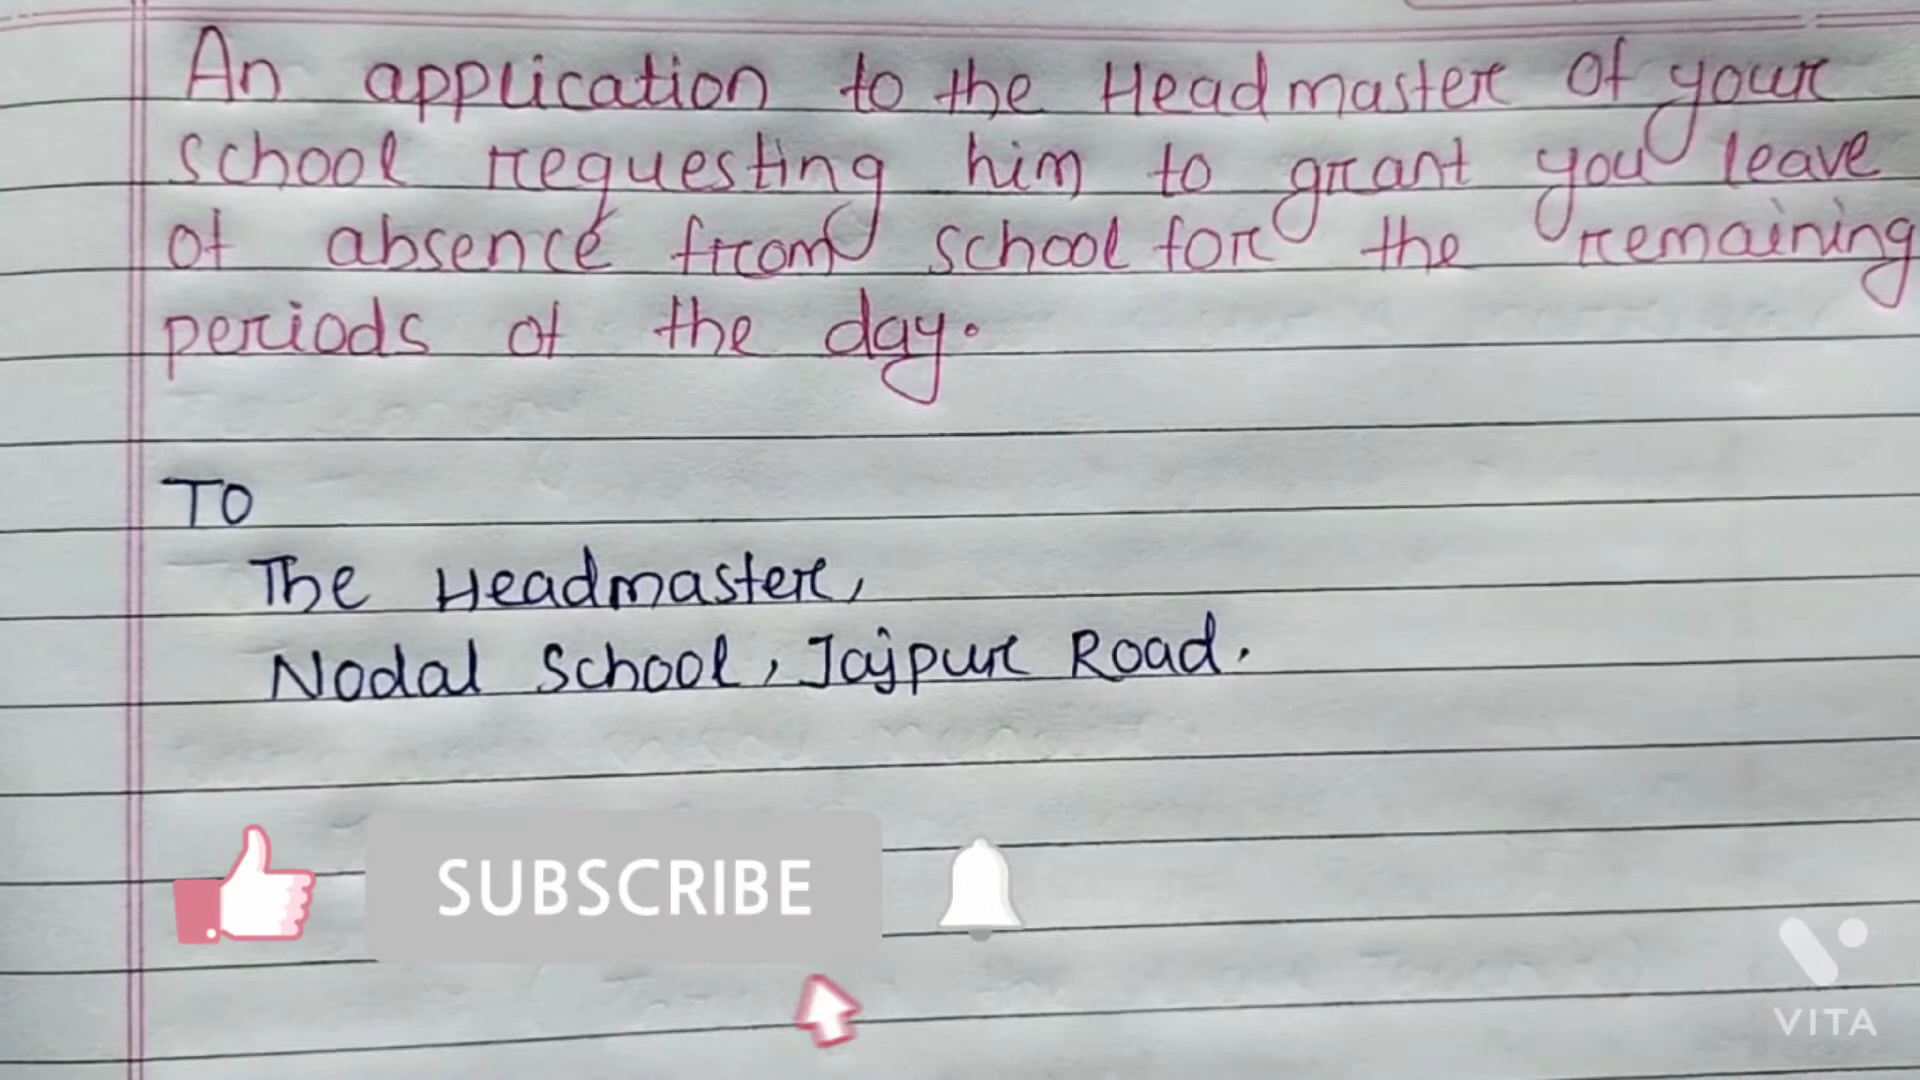 An application to the Headmaster of your
school requesting him to grant you leave
of absence from school for the remaining
periods of the day.
TO
The Headmaster,
Nodal School, Jajpur Road.
SUBSCRIBE
VITA